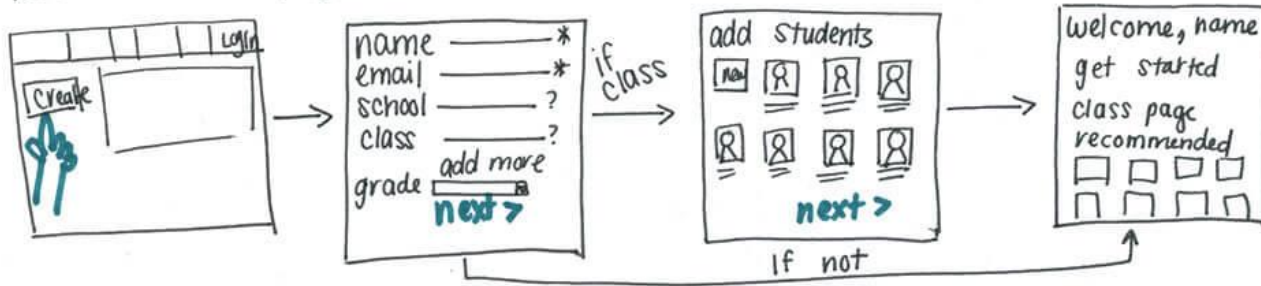 Login
Create
name *
email *
school ?
class ?
add more
grade
next >
if class
add students
new
next >
If not
welcome, name
get started
class page
recommended